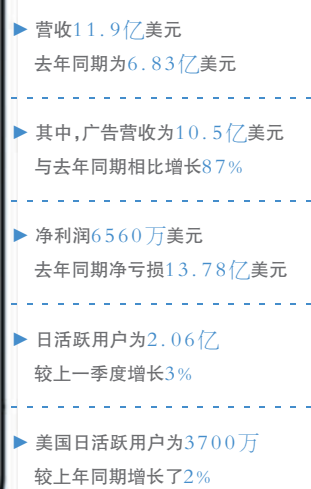 营收11.9亿美元
去年同期为6.83亿美元
其中,广告营收为10.5亿美元
与去年同期相比增长87%
净利润6560万美元
去年同期净亏损13.78亿美元
日活跃用户为2.06亿
较上一季度增长3%
美国日活跃用户为3700万
较上年同期增长了2%